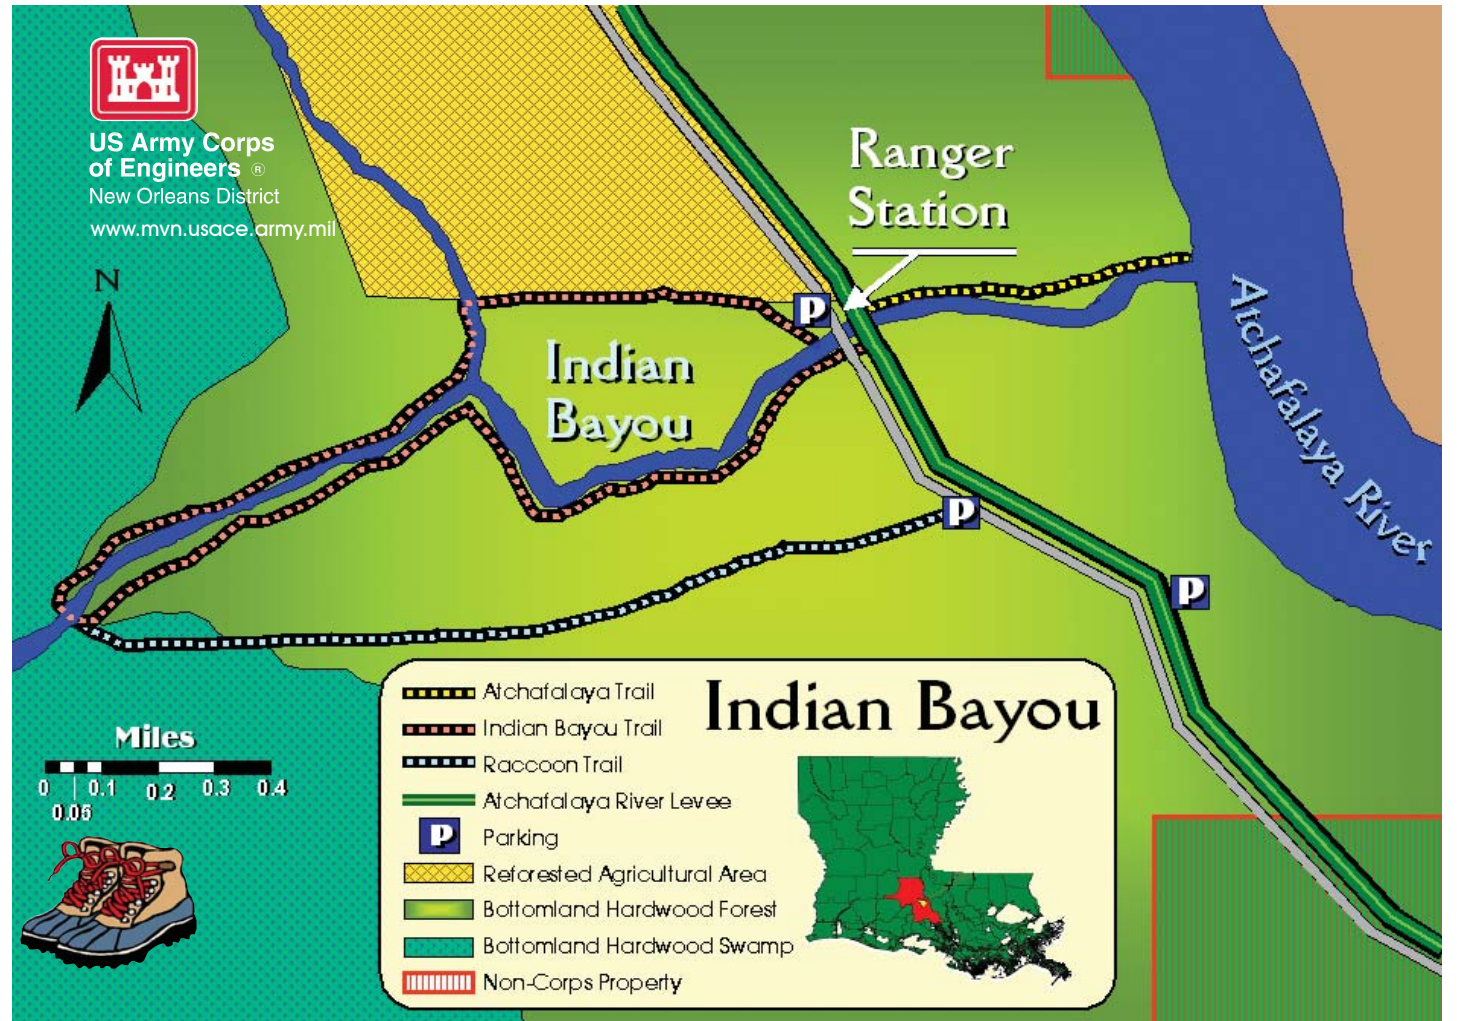 US Army Corps
of Engineers ®
New Orleans District
www.mvn.usace.army.mil
N
Ranger
Station
P
Indian
Bayou
Atchafalaya River
P
P
Miles
0 0.1 0.2 0.3 0.4
0.05
Indian Bayou
Atchafalaya Trail
Indian Bayou Trail
Raccoon Trail
Atchafalaya River Levee
P Parking
Reforested Agricultural Area
Bottomland Hardwood Forest
Bottomland Hardwood Swamp
Non-Corps Property